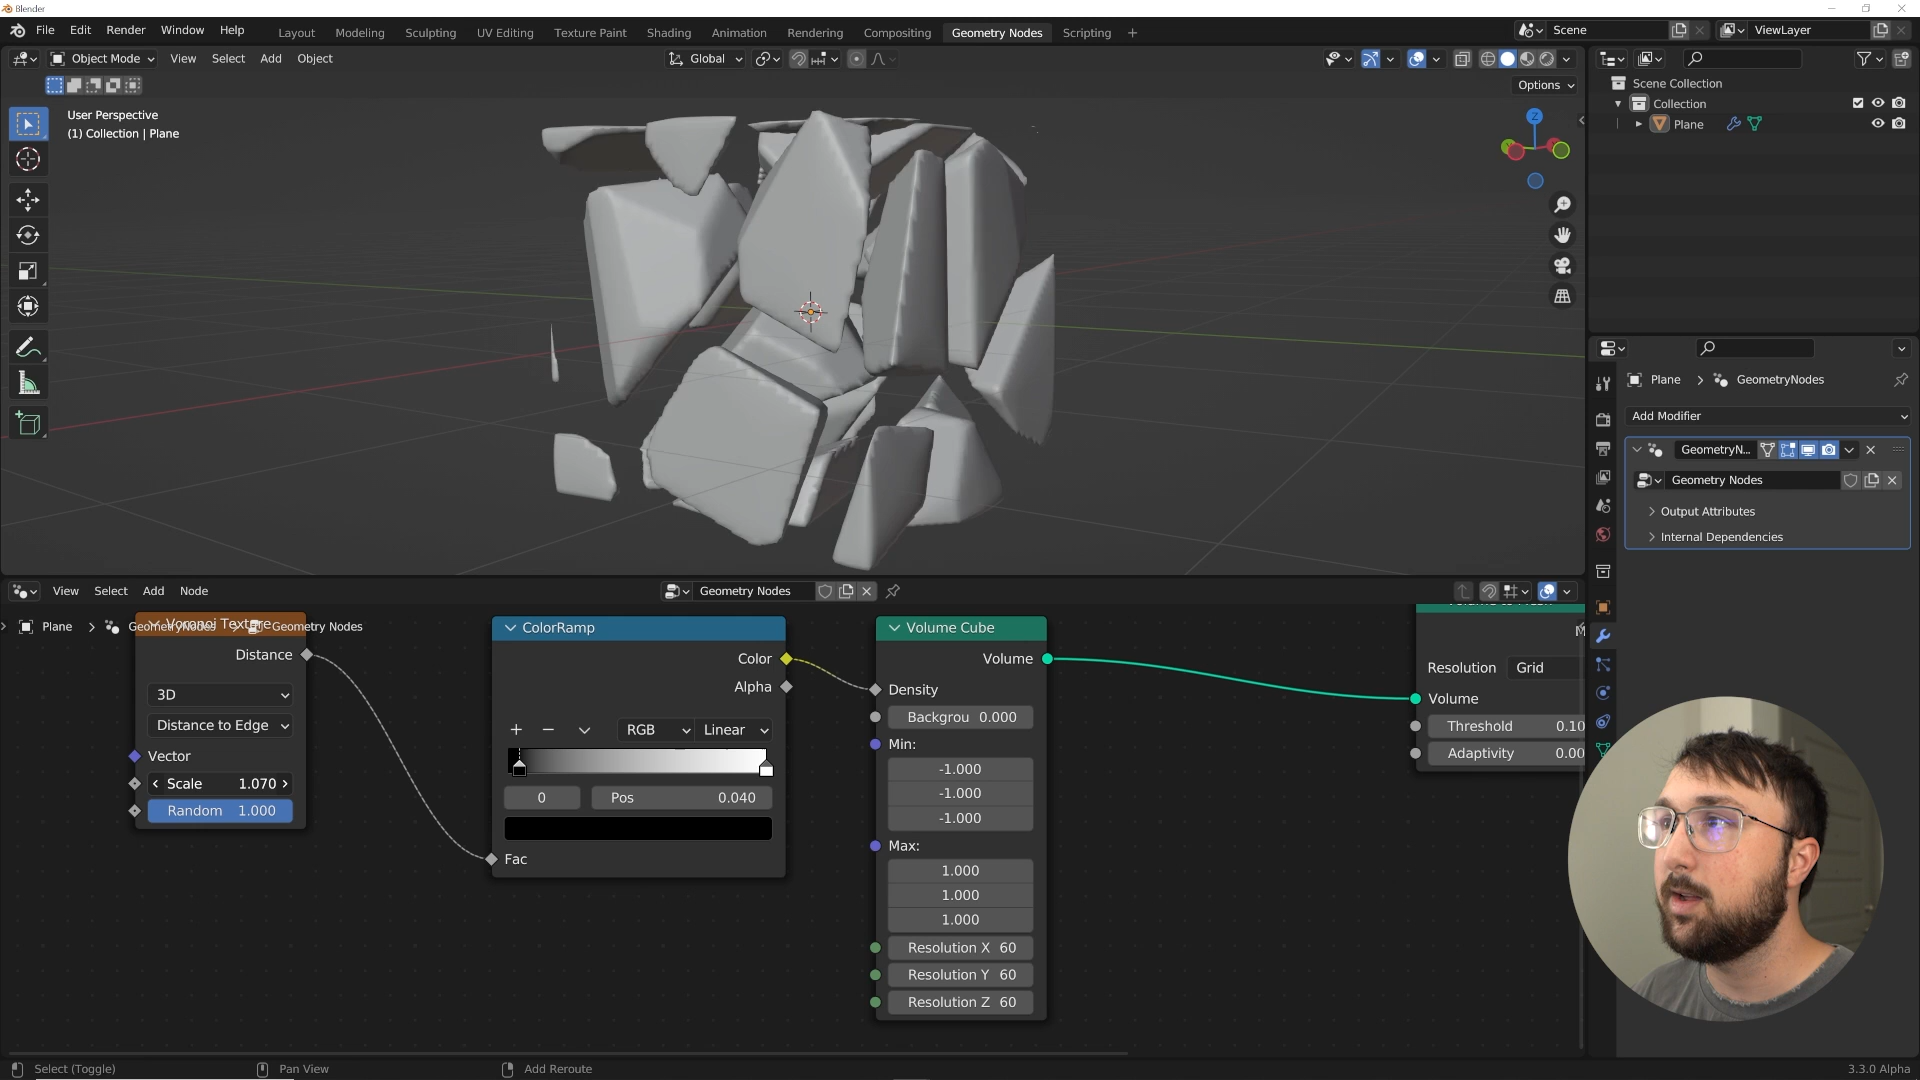 Blender
File Edit Render Window Help
Layout Modeling Sculpting UV Editing Texture Paint Shading Animation Rendering Compositing Geometry Nodes Scripting +
Scene
ViewLayer
Object Mode View Select Add Object
Global
Options
User Perspective
(1) Collection | Plane
Z
Scene Collection
Collection
Plane
Plane > GeometryNodes
Add Modifier
GeometryN...
Geometry Nodes
Output Attributes
Internal Dependencies
View Select Add Node
Geometry Nodes
Plane > GeometryNodes > Geometry Nodes
Voronoi Texture
Distance
3D
Distance to Edge
Vector
Scale 1.070
Random 1.000
ColorRamp
Color
Alpha
+ − RGB Linear
0 Pos 0.040
Fac
Volume Cube
Volume
Density
Backgrou 0.000
Min:
-1.000
-1.000
-1.000
Max:
1.000
1.000
1.000
Resolution X 60
Resolution Y 60
Resolution Z 60
M
Resolution Grid
Volume
Threshold 0.10
Adaptivity 0.00
Select (Toggle) Pan View Add Reroute
3.3.0 Alpha